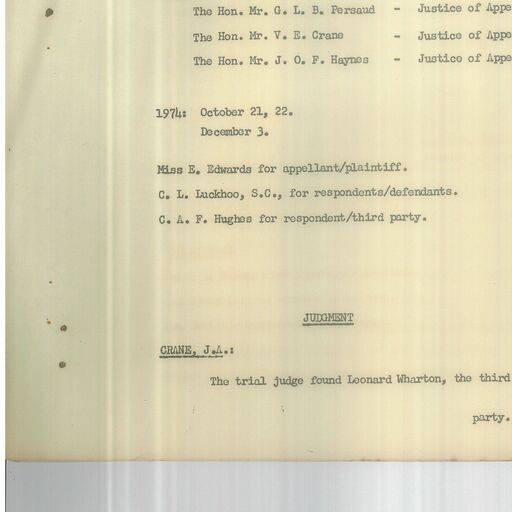 The Hon. Mr. G. L. B. Persaud - Justice of Appe
The Hon. Mr. V. E. Crane - Justice of Appe
The Hon. Mr. J. O. F. Haynes - Justice of Appe
1974: October 21, 22.
December 3.
Miss E. Edwards for appellant/plaintiff.
C. L. Luckhoo, S.C., for respondents/defendants.
C. A. F. Hughes for respondent/third party.
JUDGMENT
CRANE, J.A.:
The trial judge found Leonard Wharton, the third
party.